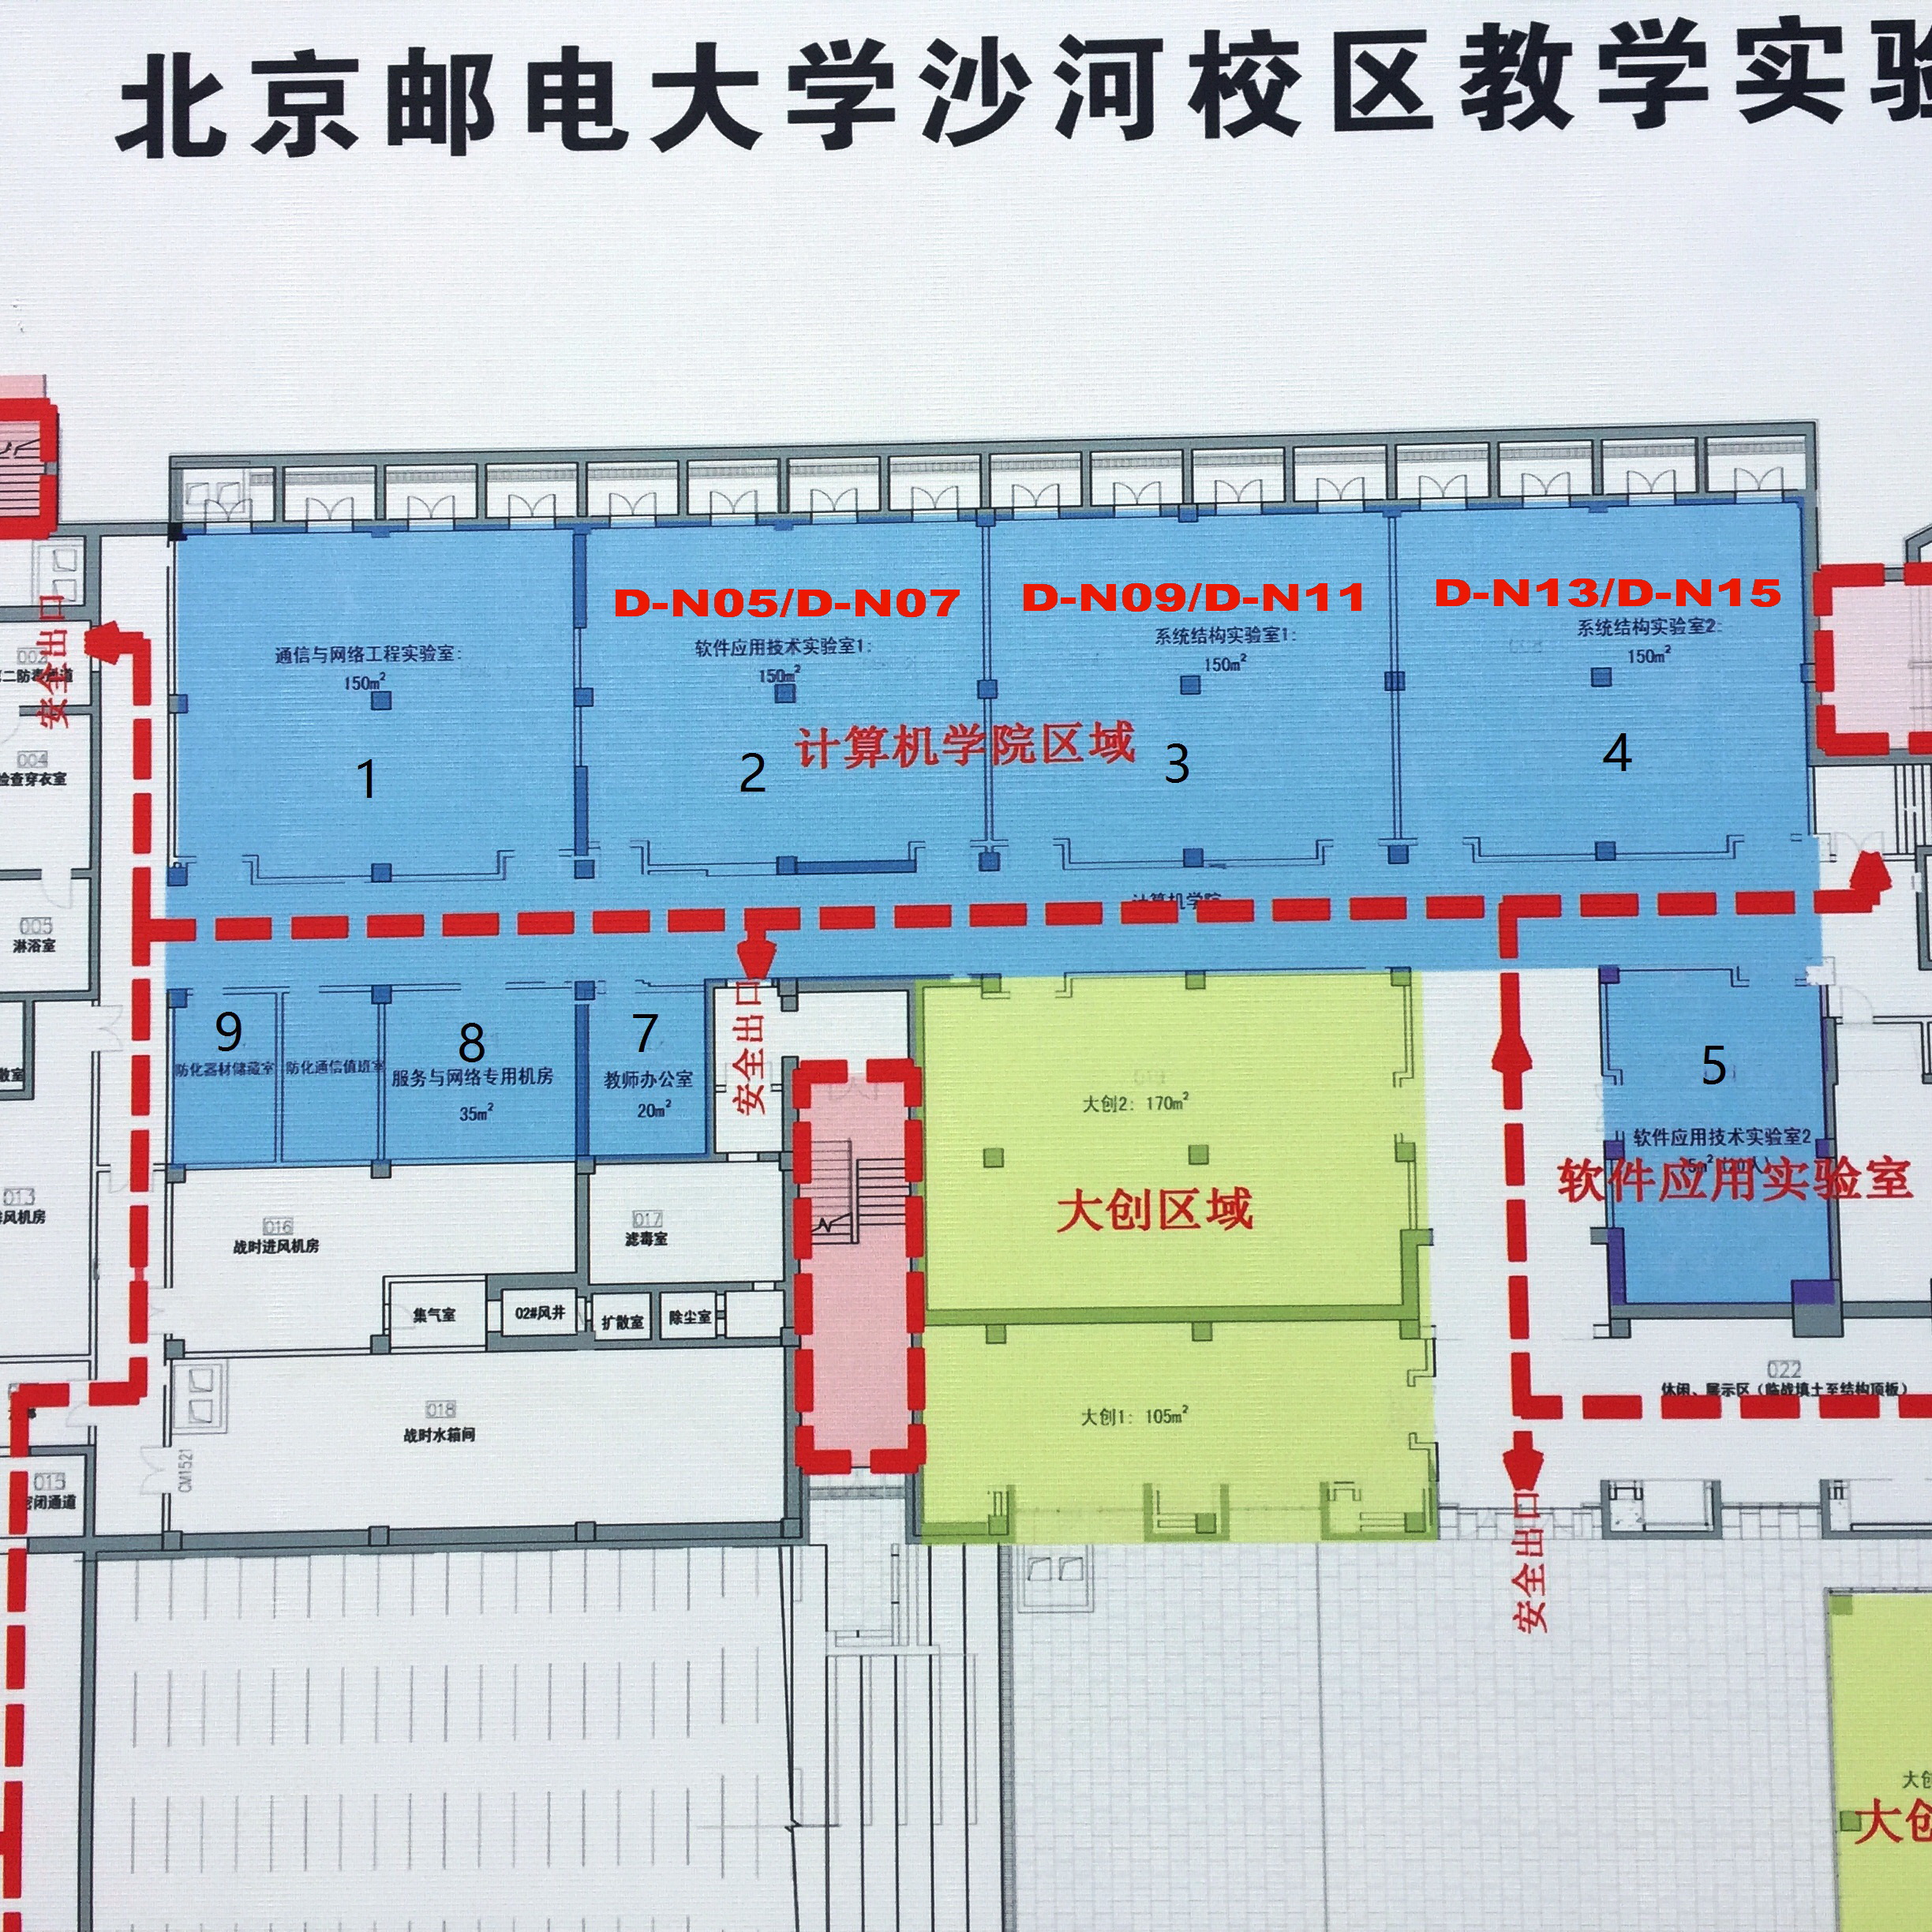 北京邮电大学沙河校区教学实
D-N05/D-N07
D-N09/D-N11
D-N13/D-N15
通信与网络工程实验室:
150m²
软件应用技术实验室1:
150m²
系统结构实验室1:
150m²
系统结构实验室2:
150m²
计算机学院区域
1
2
3
4
安全出口
002
二防毒通道
004
检查穿衣室
005
淋浴室
计算机学院
9
防化器材储藏室
防化通信值班室
8
服务与网络专用机房
35m²
7
教师办公室
20m²
安全出口
大创2: 170m²
大创区域
5
软件应用技术实验室2
软件应用实验室
013
风机房
016
战时进风机房
017
滤毒室
集气室
02#风井
扩散室
除尘室
022
休闲、展示区（临战填土至结构顶板）
018
战时水箱间
CM1521
大创1: 105m²
015
密闭通道
安全出口
大创
大创